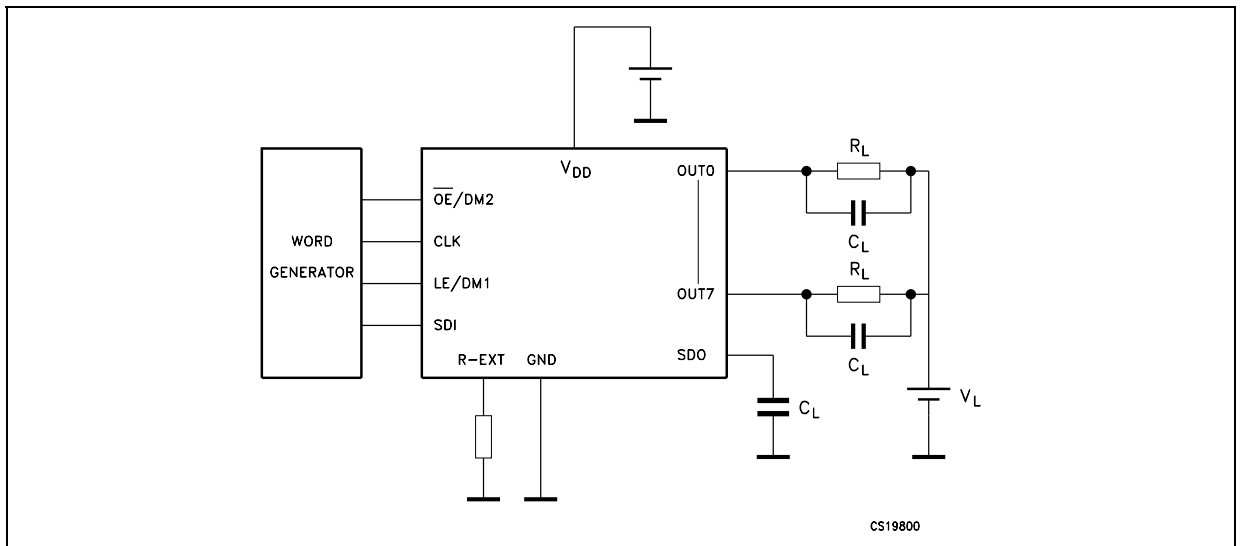 V_DD
OUT0
R_L
C_L
O̅E̅/DM2
WORD
GENERATOR
CLK
LE/DM1
OUT7
R_L
C_L
SDI
R-EXT
GND
SDO
C_L
V_L
CS19800